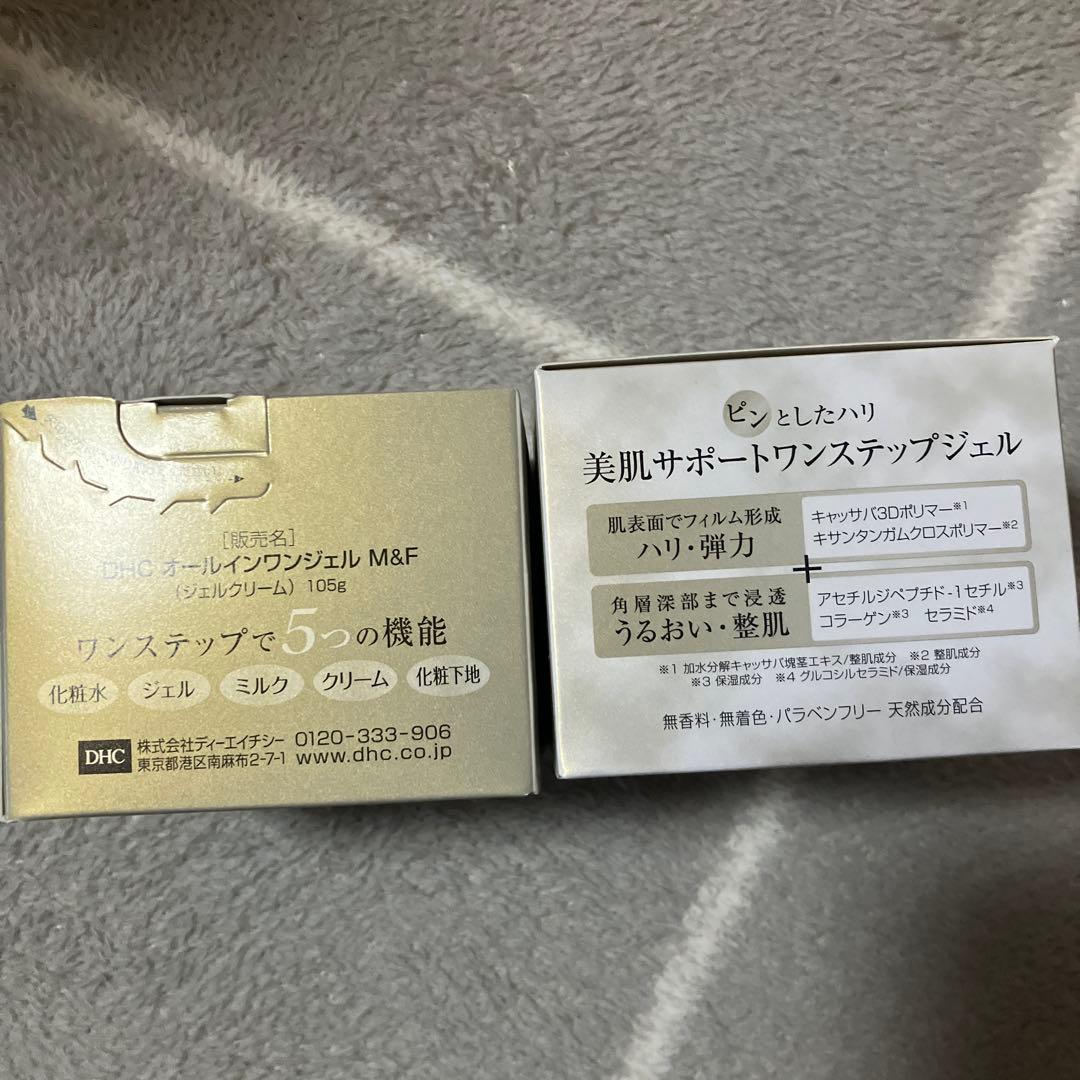 [販売名]
DHC オールインワンジェル M&F
(ジェルクリーム) 105g
ワンステップで5つの機能
化粧水 ジェル ミルク クリーム 化粧下地
DHC
株式会社ディーエイチシー 0120-333-906
東京都港区南麻布2-7-1 www.dhc.co.jp
ピンとしたハリ
美肌サポートワンステップジェル
肌表面でフィルム形成
ハリ・弾力
キャッサバ3Dポリマー※1
キサンタンガムクロスポリマー※2
+
角層深部まで浸透
うるおい・整肌
アセチルジペプチド-1セチル※3
コラーゲン※3 セラミド※4
※1 加水分解キャッサバ塊茎エキス/整肌成分 ※2 整肌成分
※3 保湿成分 ※4 グルコシルセラミド/保湿成分
無香料・無着色・パラベンフリー 天然成分配合